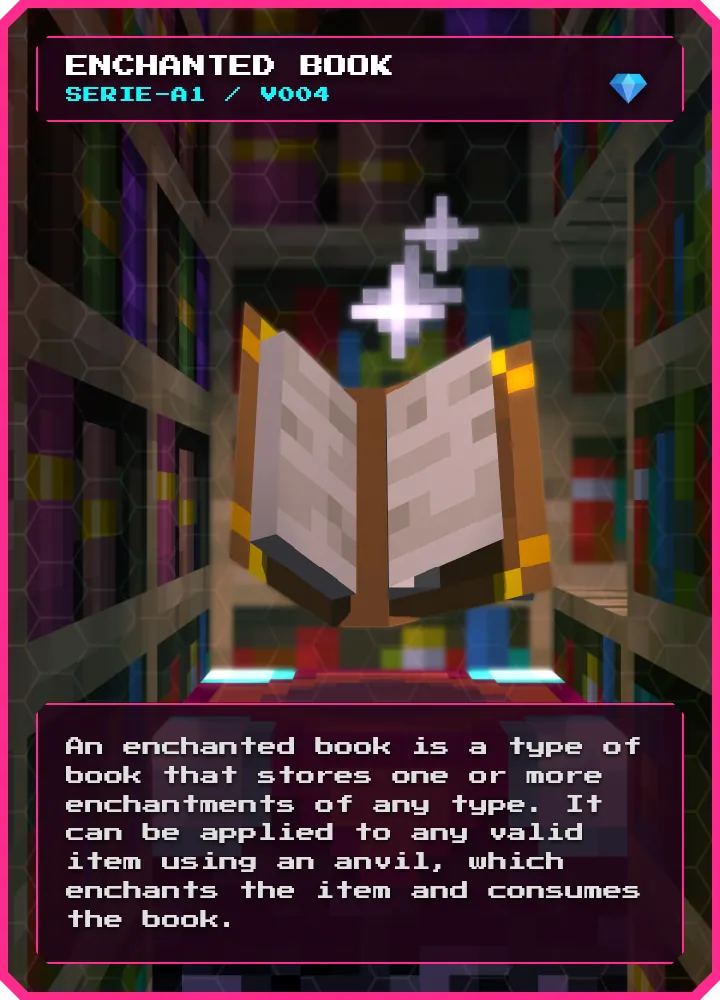 ENCHANTED BOOK
SERIE-A1 / V004
An enchanted book is a type of
book that stores one or more
enchantments of any type. It
can be applied to any valid
item using an anvil, which
enchants the item and consumes
the book.